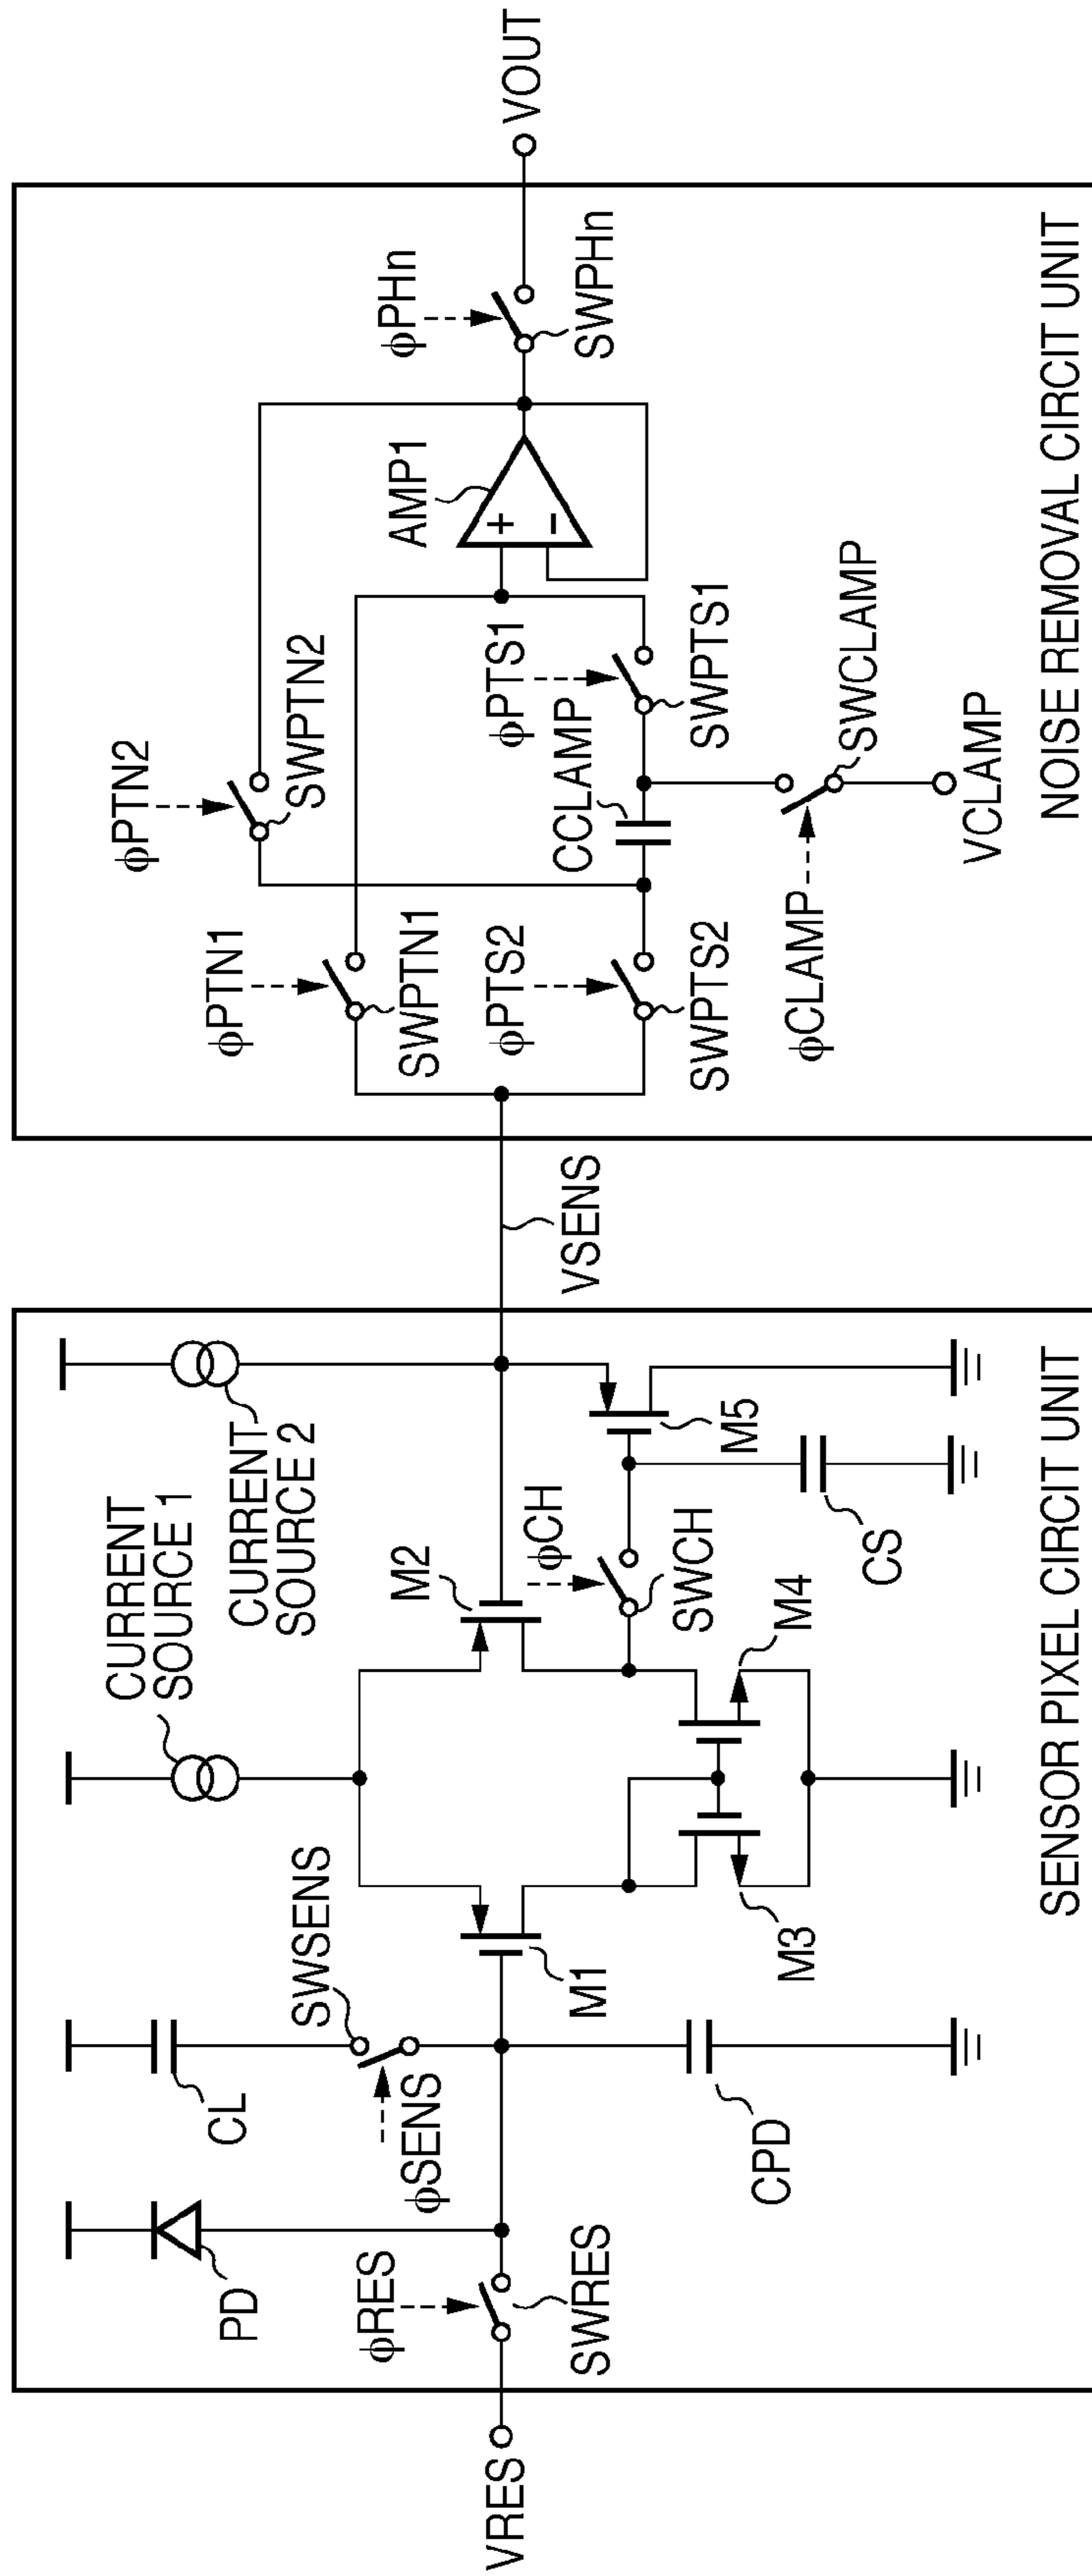 VRES
φRES
SWRES
PD
CL
φSENS
SWSENS
CPD
M1
CURRENT
SOURCE 1
CURRENT
SOURCE 2
M2
φCH
SWCH
M3
M4
M5
CS
SENSOR PIXEL CIRCUIT UNIT
VSENS
φPTN1
SWPTN1
φPTN2
SWPTN2
φPTS2
SWPTS2
CCLAMP
φPTS1
SWPTS1
φCLAMP
SWCLAMP
VCLAMP
AMP1
+
−
φPHn
SWPHn
VOUT
NOISE REMOVAL CIRCUIT UNIT